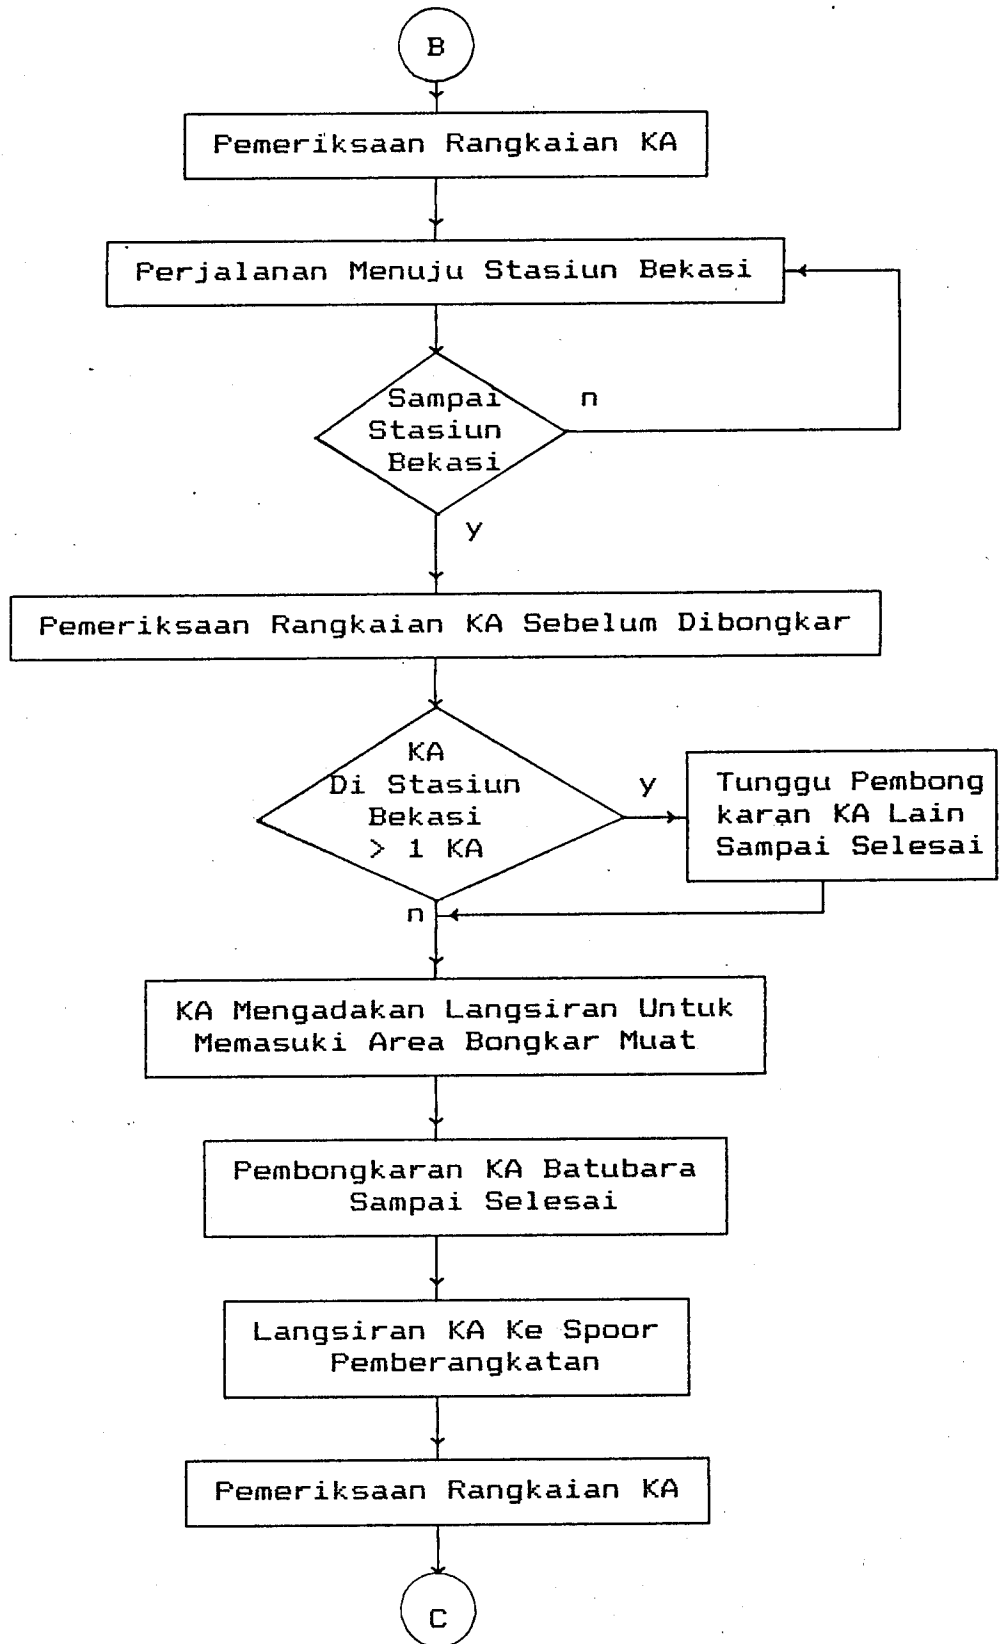 B
Pemeriksaan Rangkaian KA
Perjalanan Menuju Stasiun Bekasi
Sampai
Stasiun
Bekasi
n
y
Pemeriksaan Rangkaian KA Sebelum Dibongkar
KA
Di Stasiun
Bekasi
> 1 KA
y
Tunggu Pembong
karan KA Lain
Sampai Selesai
n
KA Mengadakan Langsiran Untuk
Memasuki Area Bongkar Muat
Pembongkaran KA Batubara
Sampai Selesai
Langsiran KA Ke Spoor
Pemberangkatan
Pemeriksaan Rangkaian KA
C